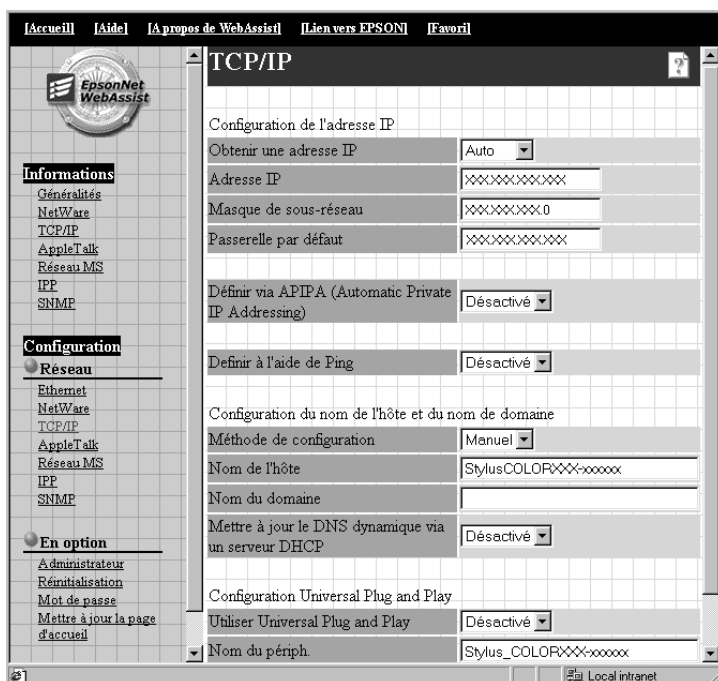 [Accueil] [Aide] [A propos de WebAssist] [Lien vers EPSON] [Favori]
EpsonNet
WebAssist
Informations
Généralités
NetWare
TCP/IP
AppleTalk
Réseau MS
IPP
SNMP
Configuration
Réseau
Ethernet
NetWare
TCP/IP
AppleTalk
Réseau MS
IPP
SNMP
En option
Administrateur
Réinitialisation
Mot de passe
Mettre à jour la page
d'accueil
TCP/IP
?
Configuration de l'adresse IP
Obtenir une adresse IP Auto
Adresse IP XXX.XXX.XXX.XXX
Masque de sous-réseau XXX.XXX.XXX.0
Passerelle par défaut XXX.XXX.XXX.XXX
Définir via APIPA (Automatic Private
IP Addressing) Désactivé
Definir à l'aide de Ping Désactivé
Configuration du nom de l'hôte et du nom de domaine
Méthode de configuration Manuel
Nom de l'hôte StylusCOLORXXX-xxxxxx
Nom du domaine
Mettre à jour le DNS dynamique via
un serveur DHCP Désactivé
Configuration Universal Plug and Play
Utiliser Universal Plug and Play Désactivé
Nom du périph. Stylus_COLORXXX-xxxxxx
Local intranet